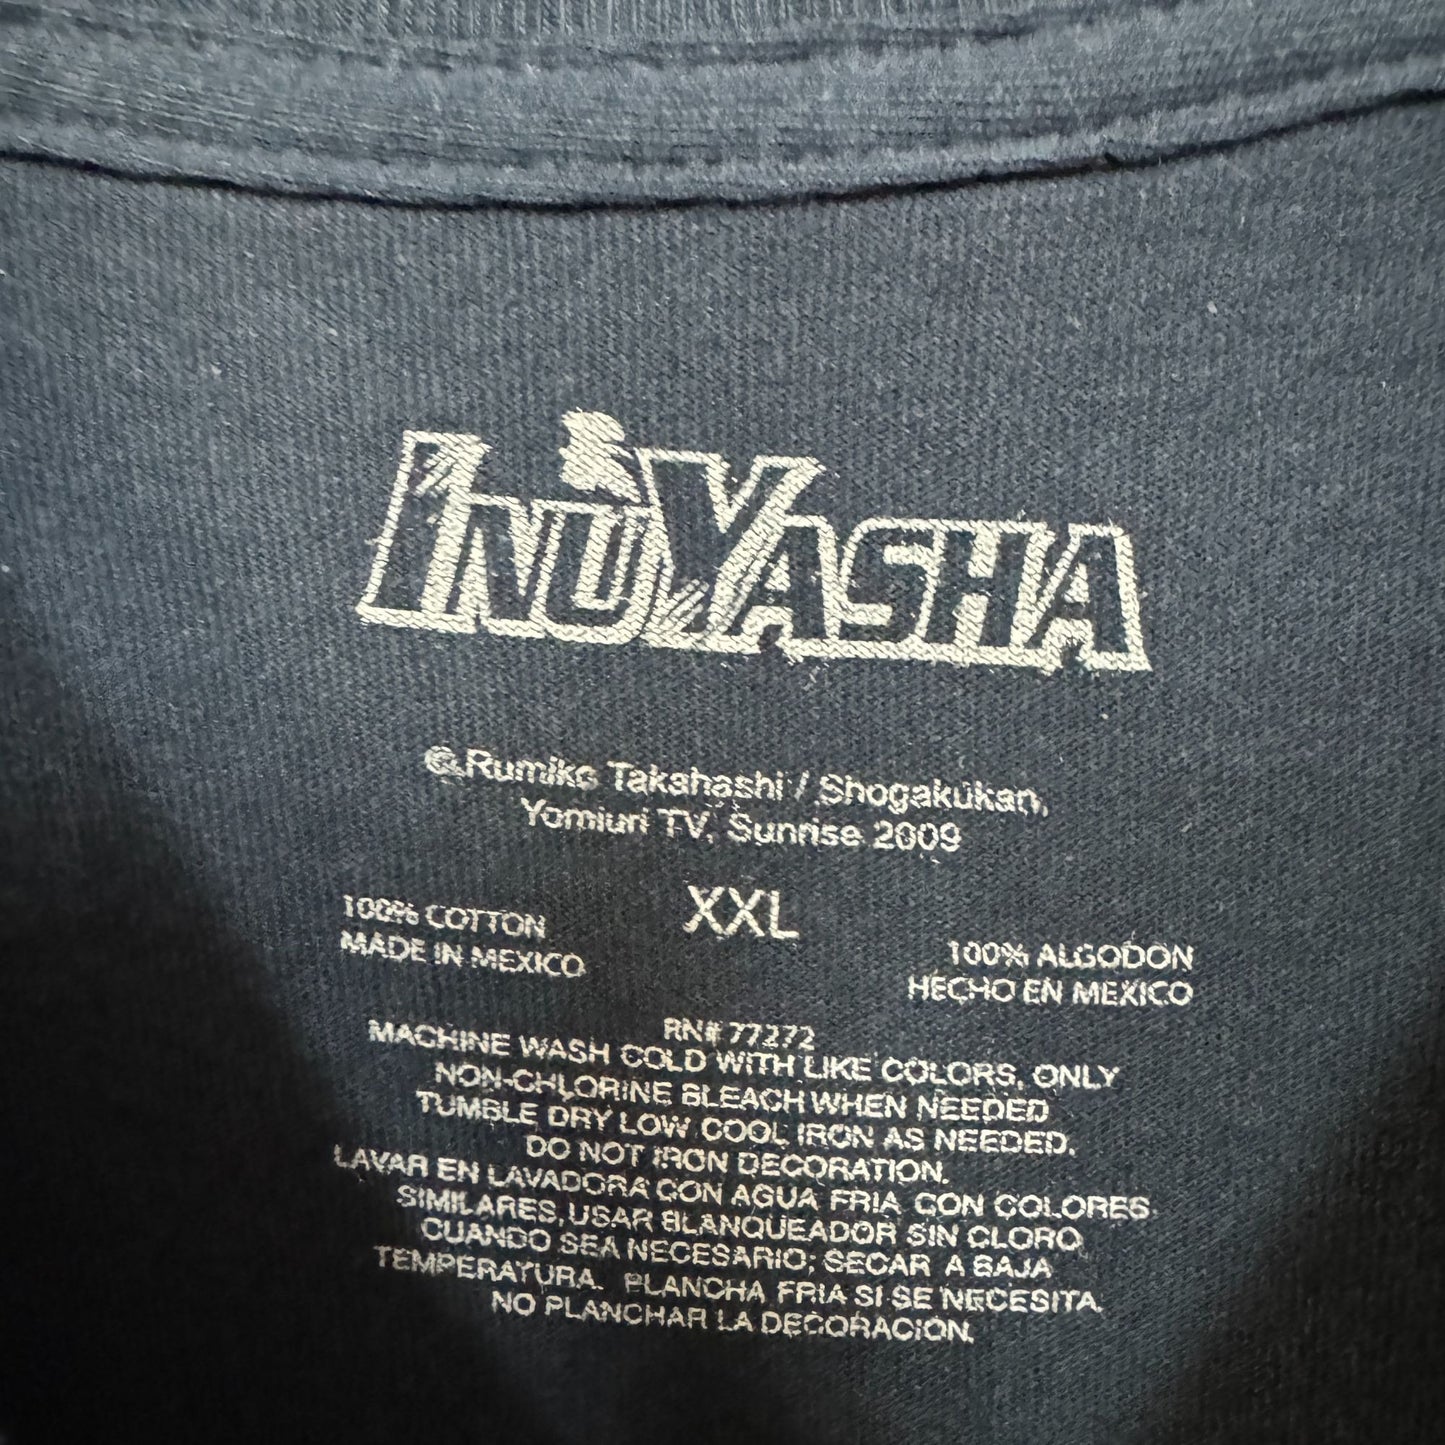 INUYASHA
© Rumiko Takahashi / Shogakukan,
Yomiuri TV, Sunrise 2009
XXL
100% COTTON
MADE IN MEXICO
100% ALGODON
HECHO EN MEXICO
RN# 77272
MACHINE WASH COLD WITH LIKE COLORS, ONLY
NON-CHLORINE BLEACH WHEN NEEDED
TUMBLE DRY LOW COOL IRON AS NEEDED.
DO NOT IRON DECORATION.
LAVAR EN LAVADORA CON AGUA FRIA CON COLORES
SIMILARES, USAR BLANQUEADOR SIN CLORO
CUANDO SEA NECESARIO; SECAR A BAJA
TEMPERATURA. PLANCHA FRIA SI SE NECESITA.
NO PLANCHAR LA DECORACION.